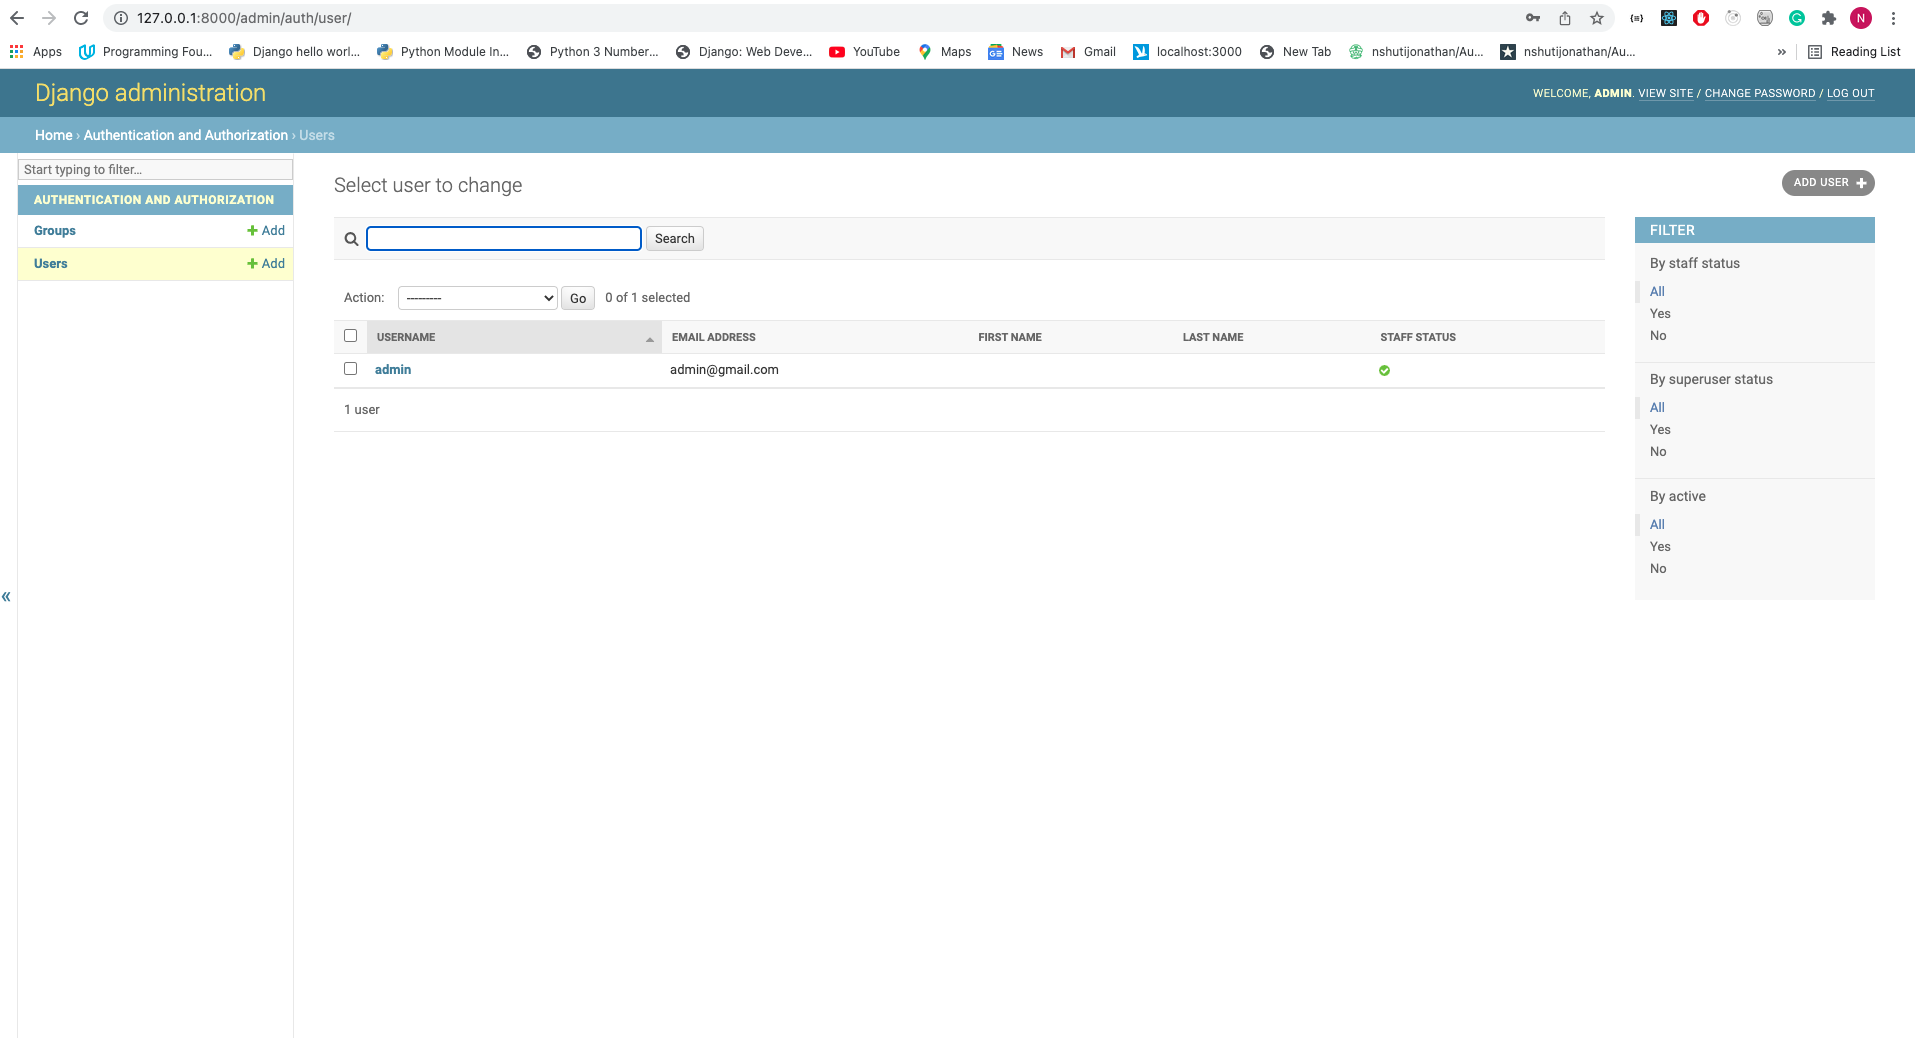 127.0.0.1:8000/admin/auth/user/
Apps Programming Fou... Django hello worl... Python Module In... Python 3 Number... Django: Web Deve... YouTube Maps News Gmail localhost:3000 New Tab nshutijonathan/Au... nshutijonathan/Au... » Reading List
Django administration
WELCOME, ADMIN. VIEW SITE / CHANGE PASSWORD / LOG OUT
Home › Authentication and Authorization › Users
Start typing to filter...
AUTHENTICATION AND AUTHORIZATION
Groups + Add
Users + Add
«
Select user to change
ADD USER +
Search
Action: --------- Go 0 of 1 selected
USERNAME EMAIL ADDRESS FIRST NAME LAST NAME STAFF STATUS
admin admin@gmail.com
1 user
FILTER
By staff status
All
Yes
No
By superuser status
All
Yes
No
By active
All
Yes
No
N